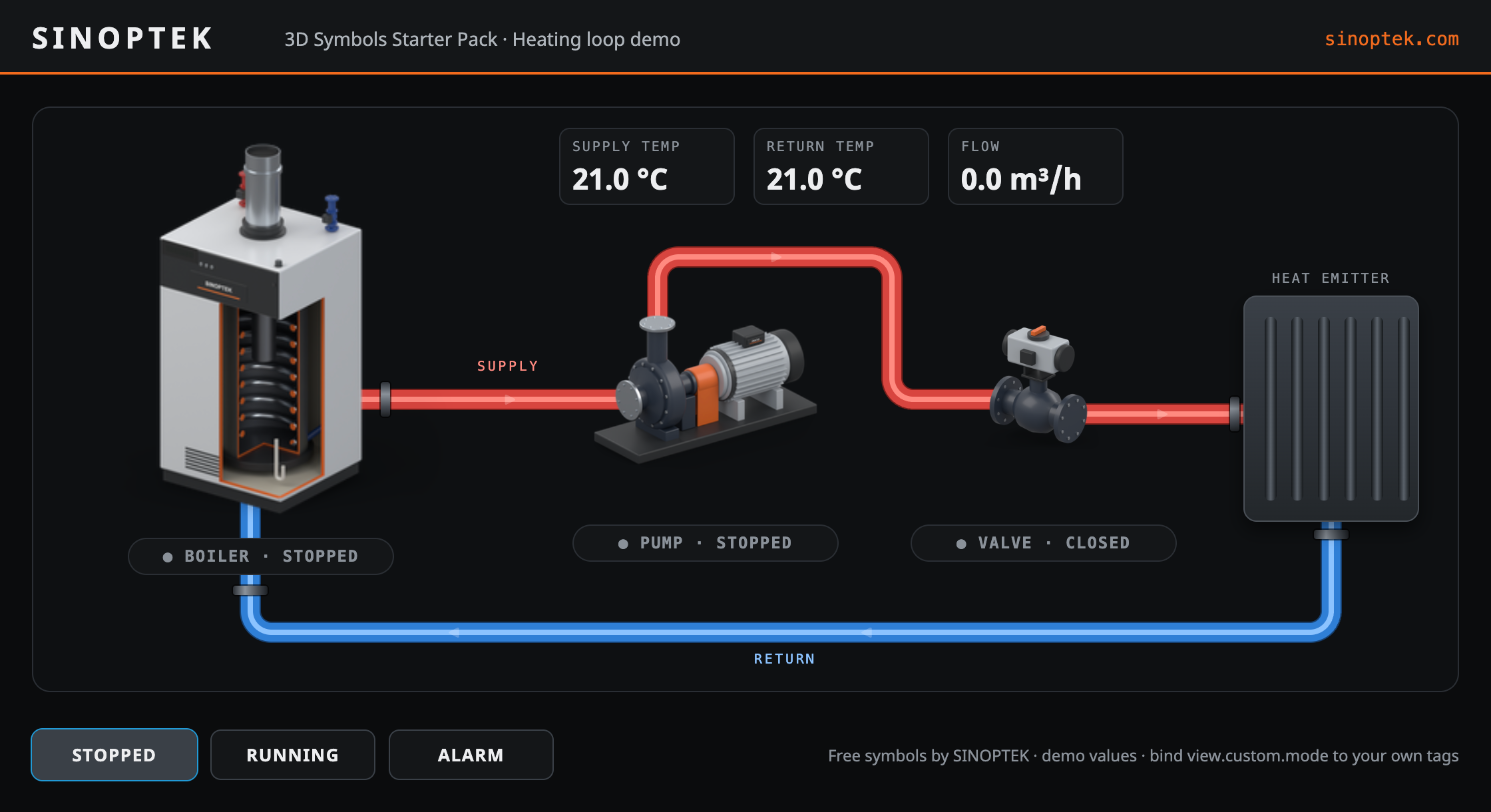 SINOPTEK
3D Symbols Starter Pack · Heating loop demo
sinoptek.com
SUPPLY TEMP
21.0 °C
RETURN TEMP
21.0 °C
FLOW
0.0 m³/h
SINOPTEK
HEAT EMITTER
SUPPLY
BOILER · STOPPED
PUMP · STOPPED
VALVE · CLOSED
RETURN
STOPPED
RUNNING
ALARM
Free symbols by SINOPTEK · demo values · bind view.custom.mode to your own tags